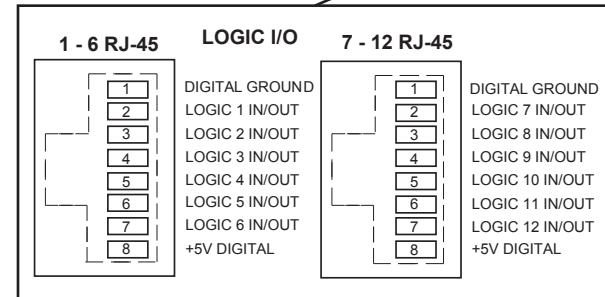 LOGIC I/O
1 - 6 RJ-45
1 DIGITAL GROUND
2 LOGIC 1 IN/OUT
3 LOGIC 2 IN/OUT
4 LOGIC 3 IN/OUT
5 LOGIC 4 IN/OUT
6 LOGIC 5 IN/OUT
7 LOGIC 6 IN/OUT
8 +5V DIGITAL
7 - 12 RJ-45
1 DIGITAL GROUND
2 LOGIC 7 IN/OUT
3 LOGIC 8 IN/OUT
4 LOGIC 9 IN/OUT
5 LOGIC 10 IN/OUT
6 LOGIC 11 IN/OUT
7 LOGIC 12 IN/OUT
8 +5V DIGITAL